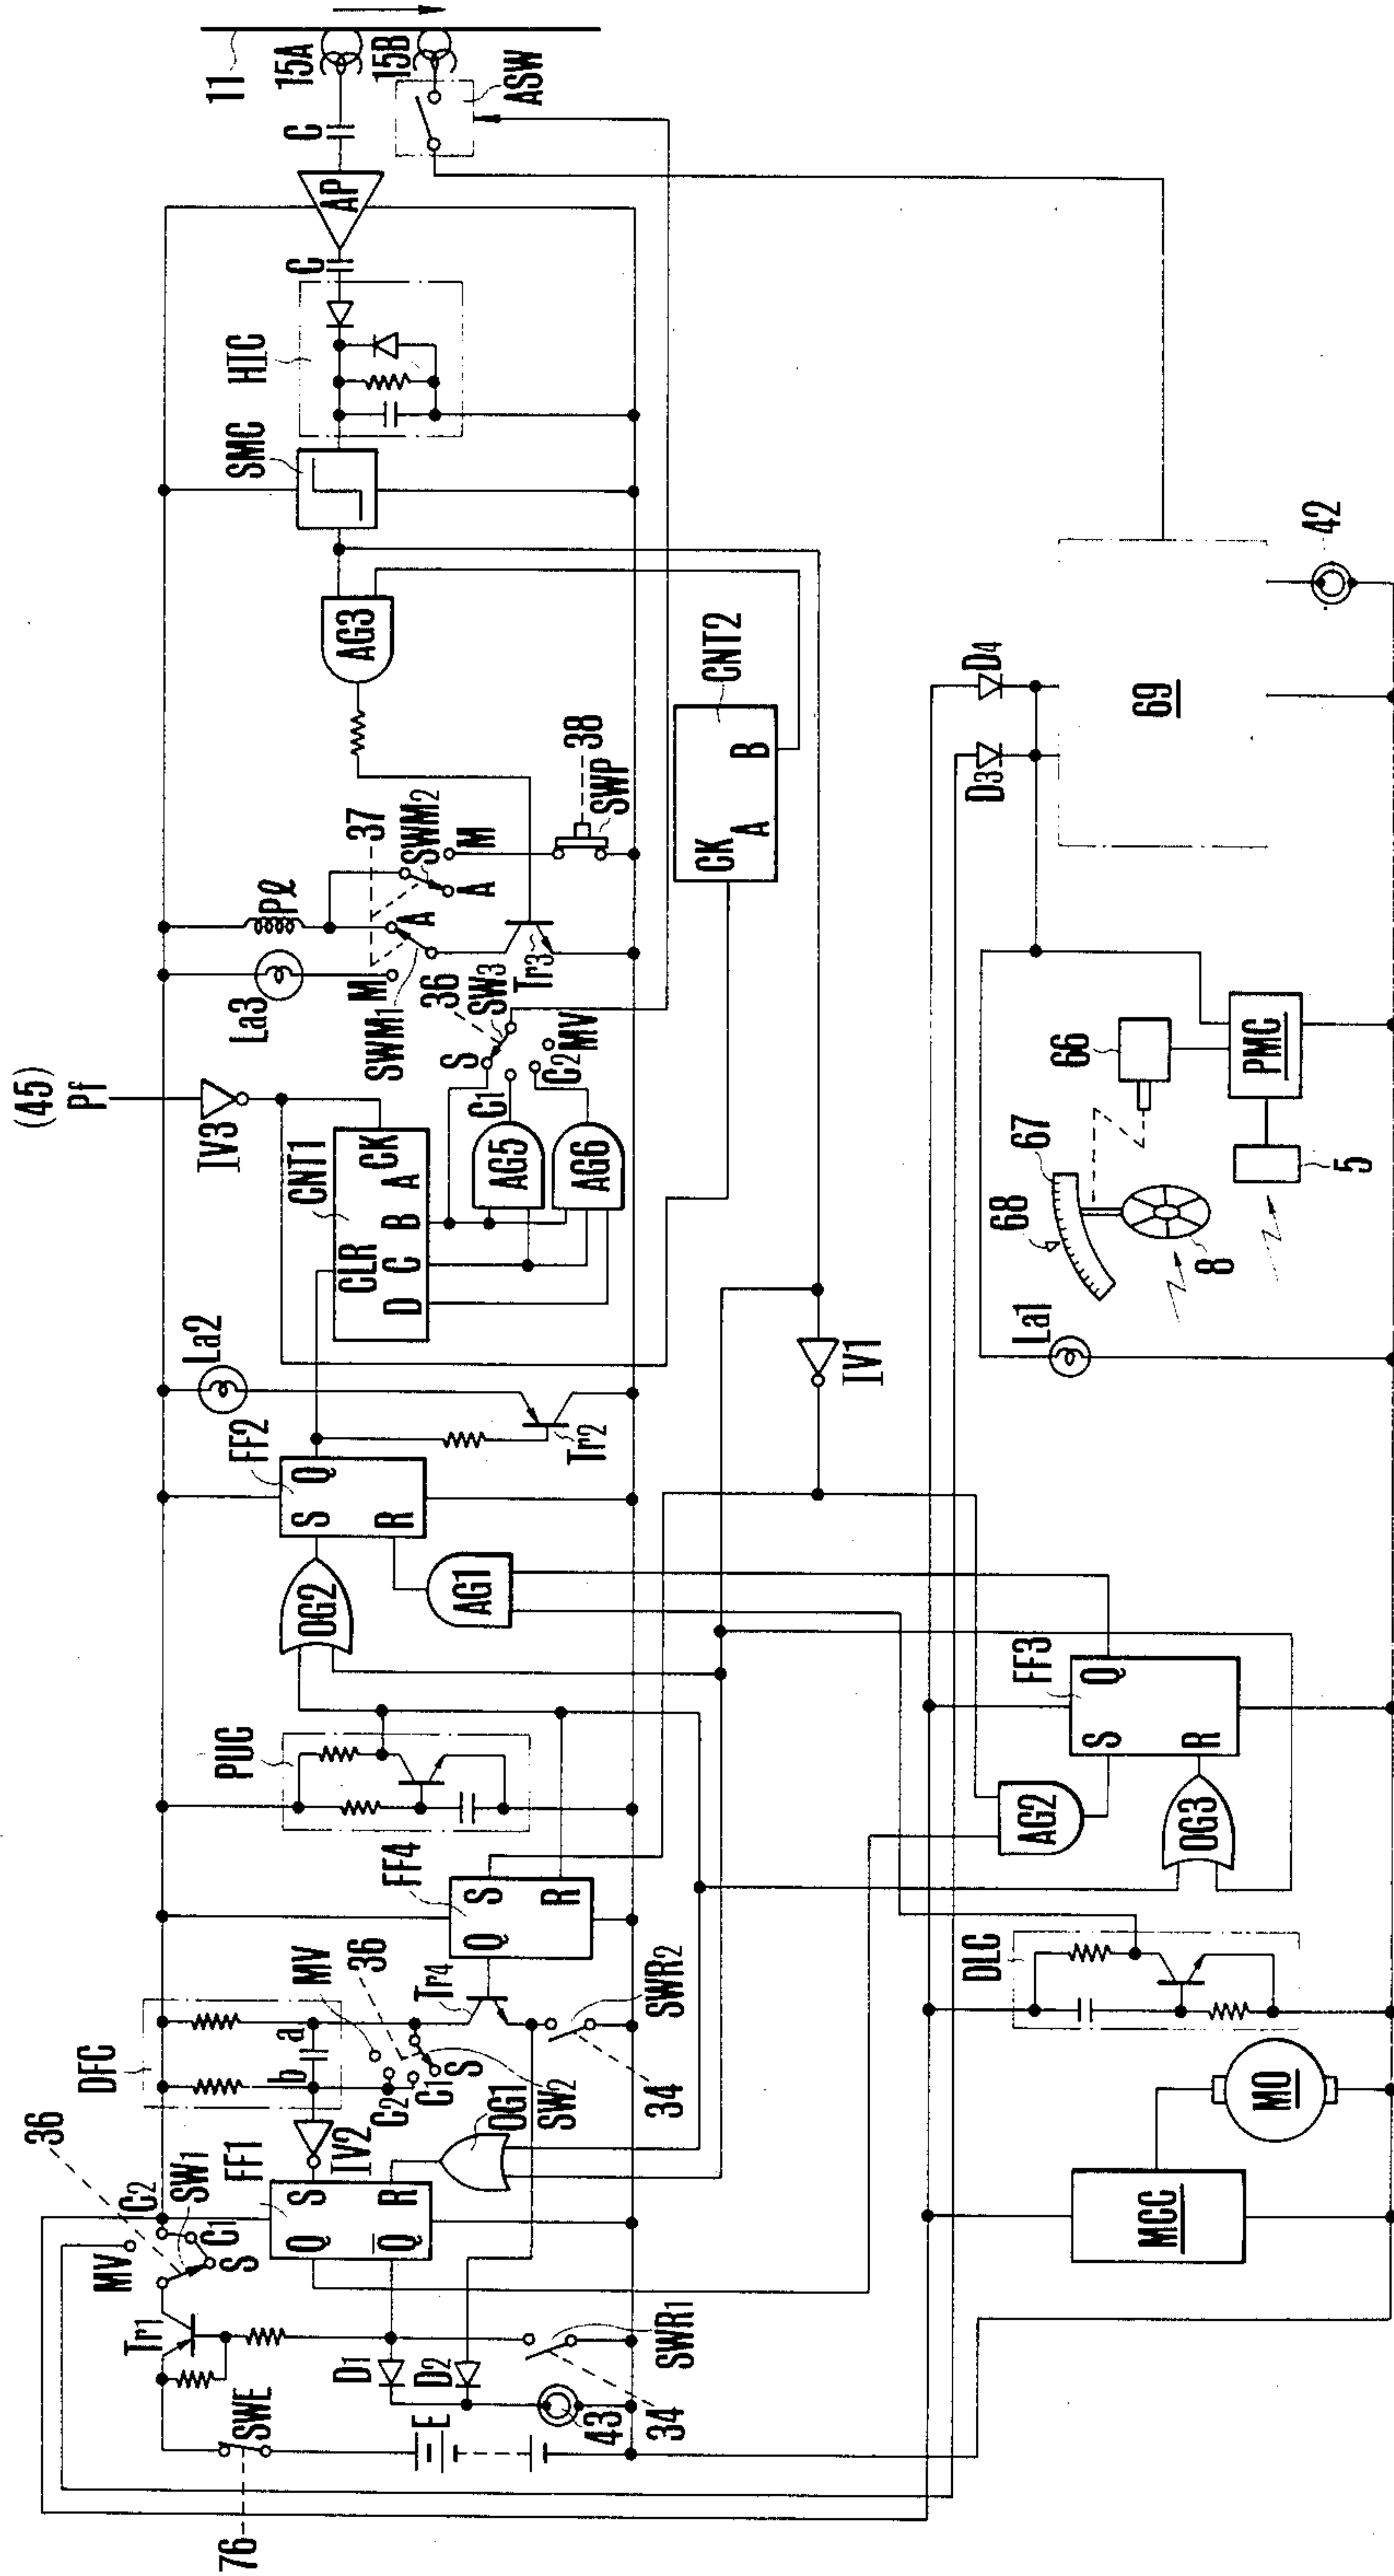 76
SWE
E
Tr1
MV
36
SW1
C2
C1
S
D1
D2
43
34
SWR1
FF1
S
Q
R
Q̅
IV2
OG1
DFC
b
a
C2
C1
S
SW2
MV
36
Tr4
34
SWR2
FF4
Q
S
R
PUC
OG2
FF2
S
Q
R
AG1
La2
Tr2
CNT1
CLR
CK
D
C
B
A
IV3
(45)
Pf
AG5
AG6
S
C1
C2
MV
SW3
36
La3
Pℓ
M
SWM1
A
37
SWM2
A
M
Tr3
38
SWP
CNT2
CK
A
B
AG3
SMC
HIC
C
AP
C
11
15A
15B
ASW
IV1
MCC
MO
DLC
AG2
OG3
FF3
S
Q
R
La1
68
67
8
66
PMC
5
D3
D4
69
42